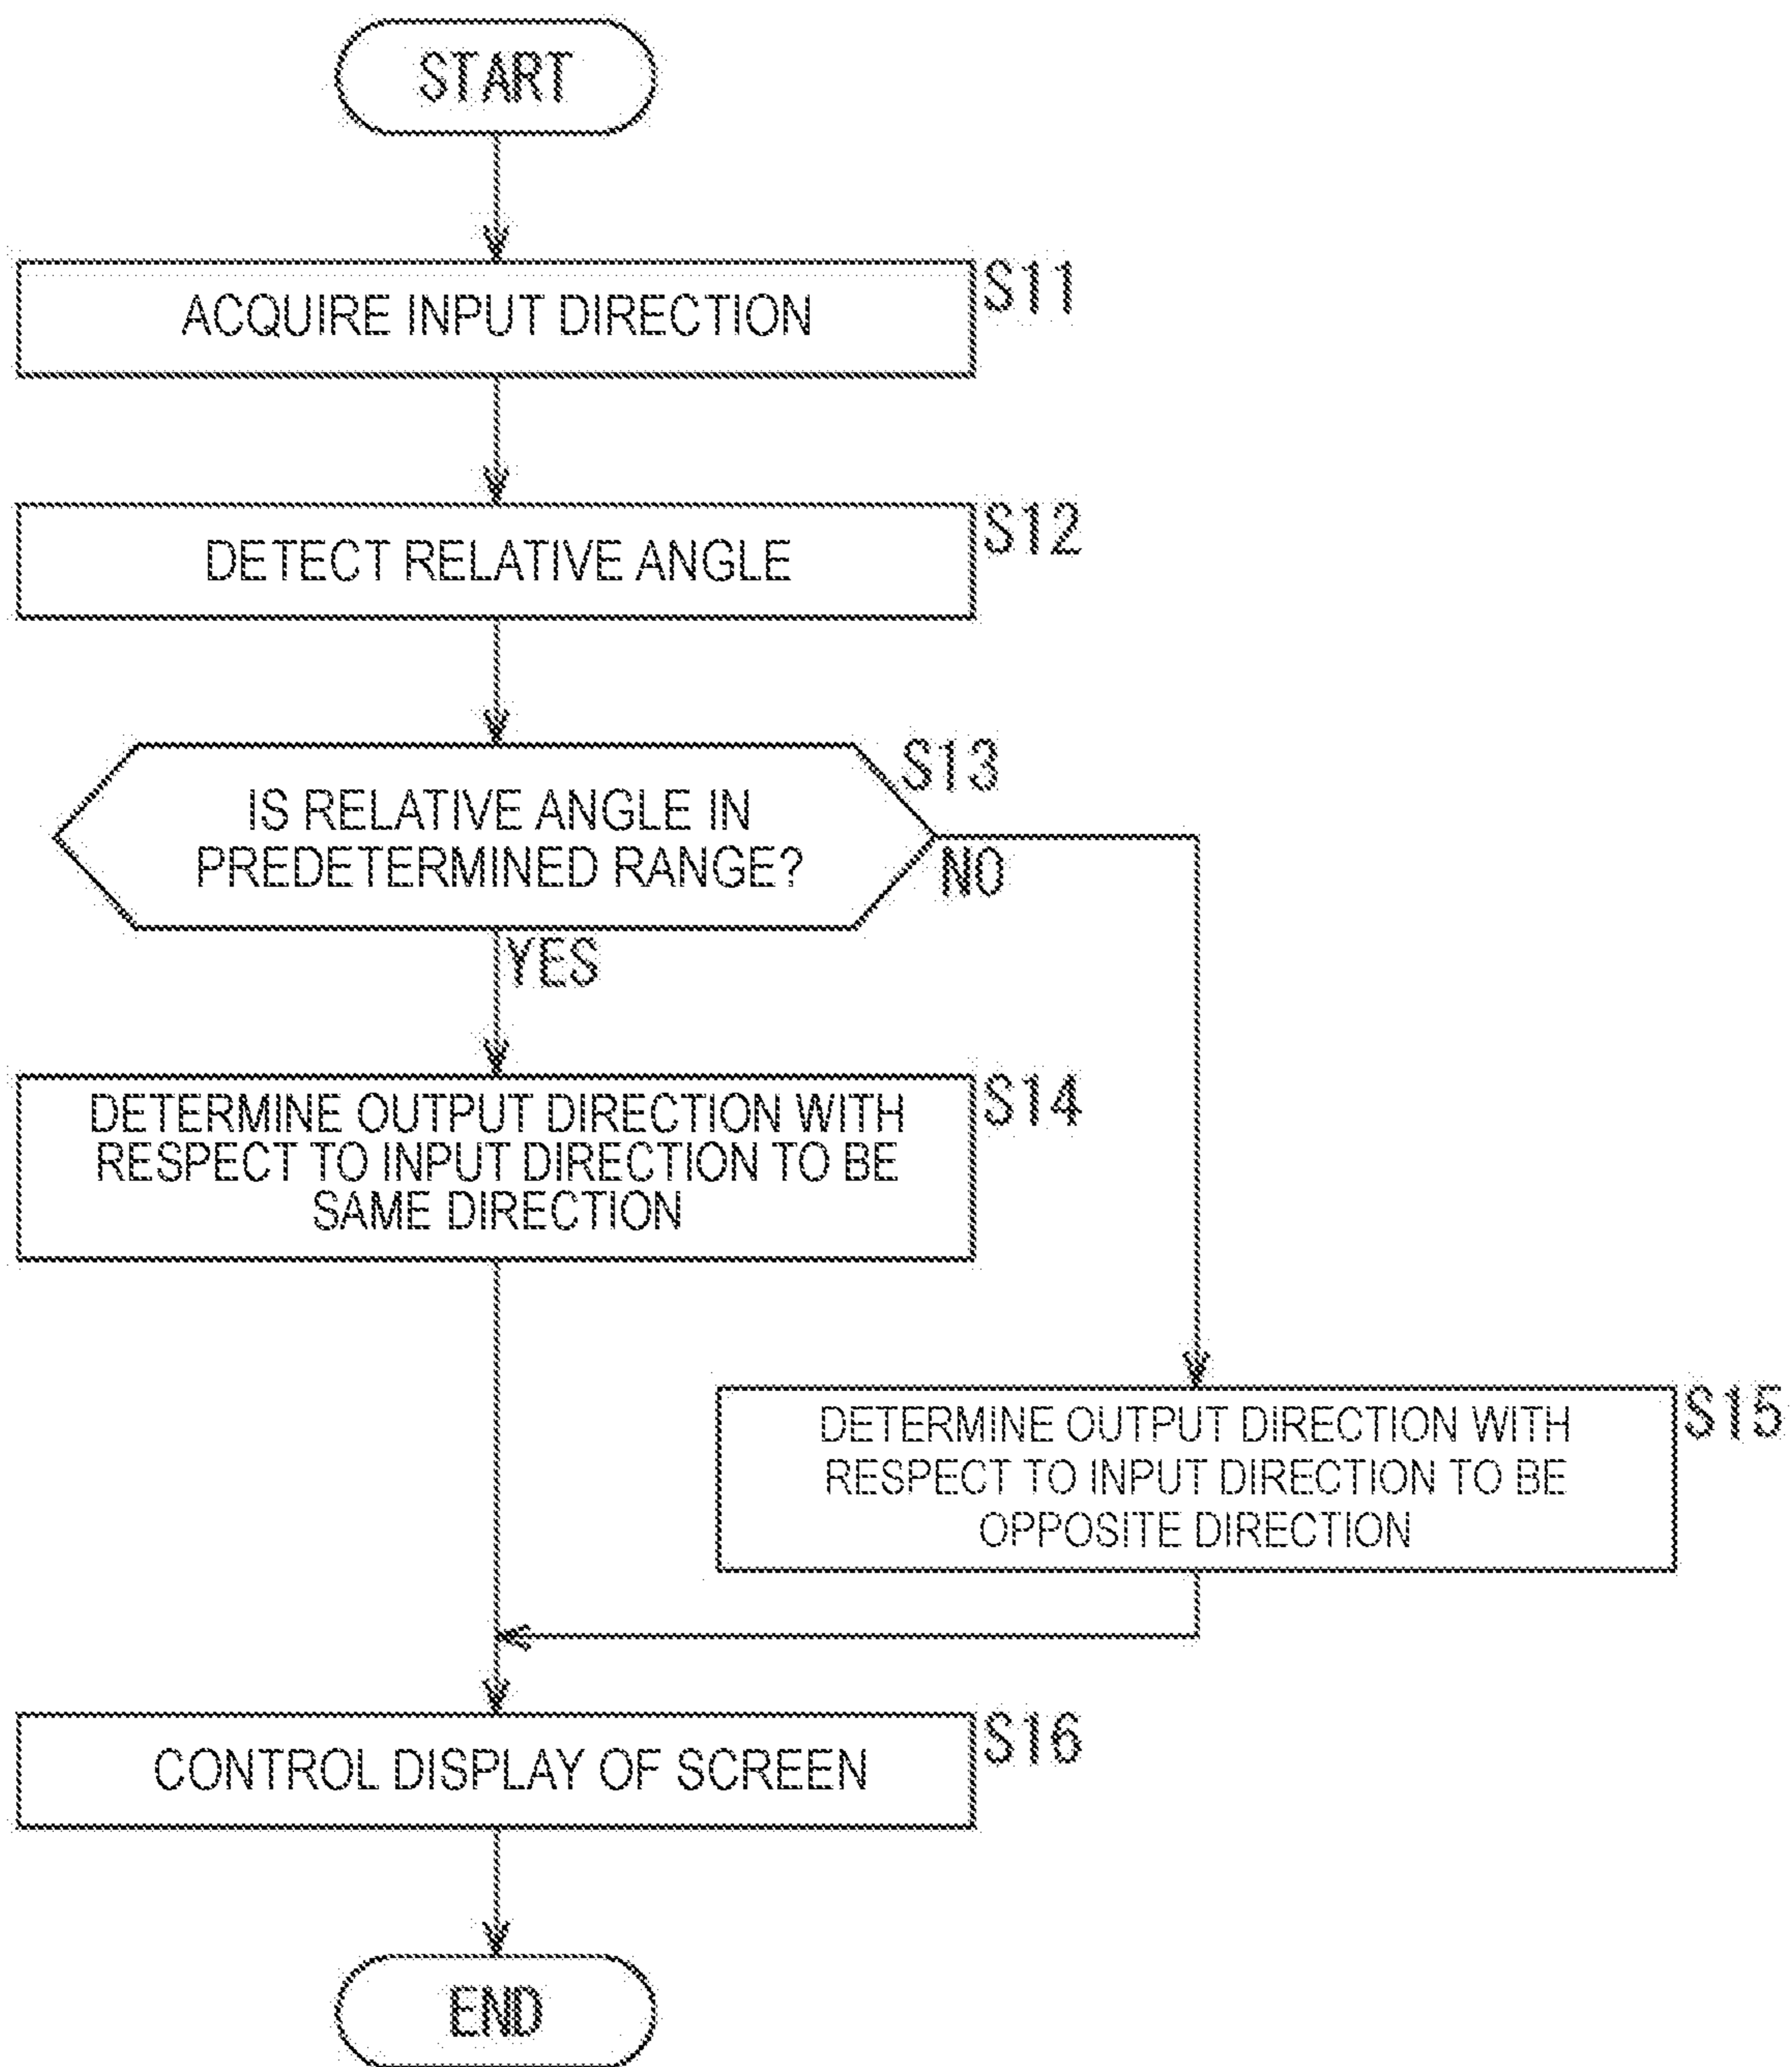 START
S11
ACQUIRE INPUT DIRECTION
S12
DETECT RELATIVE ANGLE
S13
IS RELATIVE ANGLE IN
PREDETERMINED RANGE?
NO
YES
S14
DETERMINE OUTPUT DIRECTION WITH
RESPECT TO INPUT DIRECTION TO BE
SAME DIRECTION
S15
DETERMINE OUTPUT DIRECTION WITH
RESPECT TO INPUT DIRECTION TO BE
OPPOSITE DIRECTION
S16
CONTROL DISPLAY OF SCREEN
END